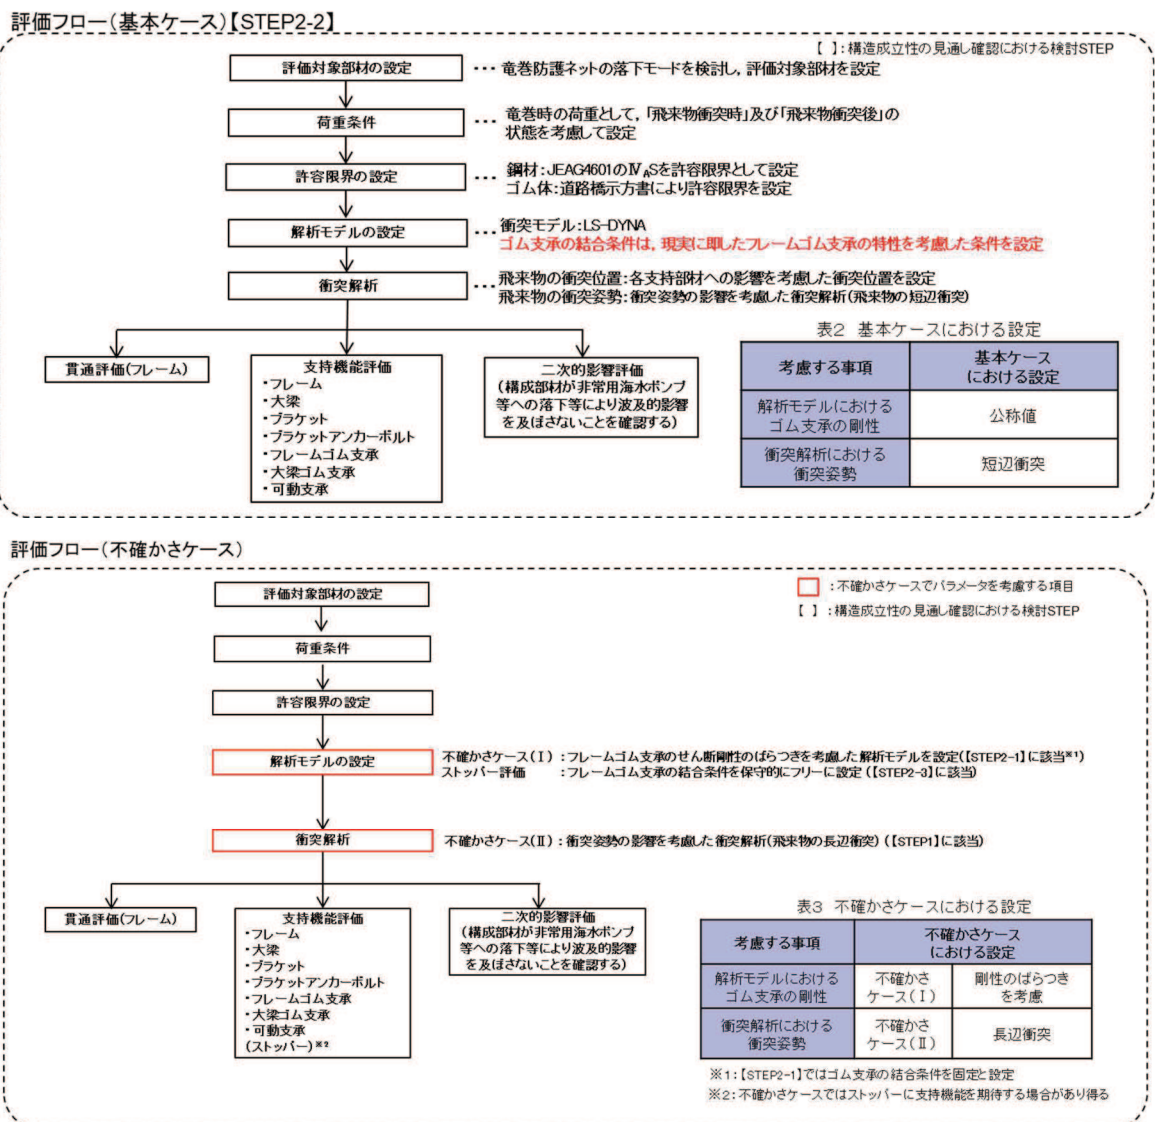 評価フロー(基本ケース)【STEP2-2】
【 】:構造成立性の見通し確認における検討STEP
評価対象部材の設定
･･･ 竜巻防護ネットの落下モードを検討し，評価対象部材を設定
荷重条件
･･･ 竜巻時の荷重として，「飛来物衝突時」及び「飛来物衝突後」の
状態を考慮して設定
許容限界の設定
･･･ 鋼材：JEAG4601のⅣASを許容限界として設定
ゴム体：道路橋示方書により許容限界を設定
解析モデルの設定
･･･ 衝突モデル：LS-DYNA
ゴム支承の結合条件は，現実に即したフレームゴム支承の特性を考慮した条件を設定
衝突解析
･･･ 飛来物の衝突位置：各支持部材への影響を考慮した衝突位置を設定
飛来物の衝突姿勢：衝突姿勢の影響を考慮した衝突解析(飛来物の短辺衝突)
貫通評価(フレーム)
支持機能評価
・フレーム
・大梁
・ブラケット
・ブラケットアンカーボルト
・フレームゴム支承
・大梁ゴム支承
・可動支承
二次的影響評価
(構成部材が非常用海水ポンプ
等への落下等により波及的影響
を及ぼさないことを確認する)
表2 基本ケースにおける設定
考慮する事項
基本ケース
における設定
解析モデルにおける
ゴム支承の剛性
公称値
衝突解析における
衝突姿勢
短辺衝突
評価フロー(不確かさケース)
：不確かさケースでパラメータを考慮する項目
【 】：構造成立性の見通し確認における検討STEP
評価対象部材の設定
荷重条件
許容限界の設定
解析モデルの設定
不確かさケース(Ⅰ)：フレームゴム支承のせん断剛性のばらつきを考慮した解析モデルを設定(【STEP2-1】に該当※1)
ストッパー評価 ：フレームゴム支承の結合条件を保守的にフリーに設定 (【STEP2-3】に該当)
衝突解析
不確かさケース(Ⅱ)：衝突姿勢の影響を考慮した衝突解析(飛来物の長辺衝突) (【STEP1】に該当)
貫通評価(フレーム)
支持機能評価
・フレーム
・大梁
・ブラケット
・ブラケットアンカーボルト
・フレームゴム支承
・大梁ゴム支承
・可動支承
(ストッパー)※2
二次的影響評価
(構成部材が非常用海水ポンプ
等への落下等により波及的影響
を及ぼさないことを確認する)
表3 不確かさケースにおける設定
考慮する事項
不確かさケース
における設定
解析モデルにおける
ゴム支承の剛性
不確かさ
ケース(Ⅰ)
剛性のばらつき
を考慮
衝突解析における
衝突姿勢
不確かさ
ケース(Ⅱ)
長辺衝突
※1：【STEP2-1】ではゴム支承の結合条件を固定と設定
※2：不確かさケースではストッパーに支持機能を期待する場合があり得る